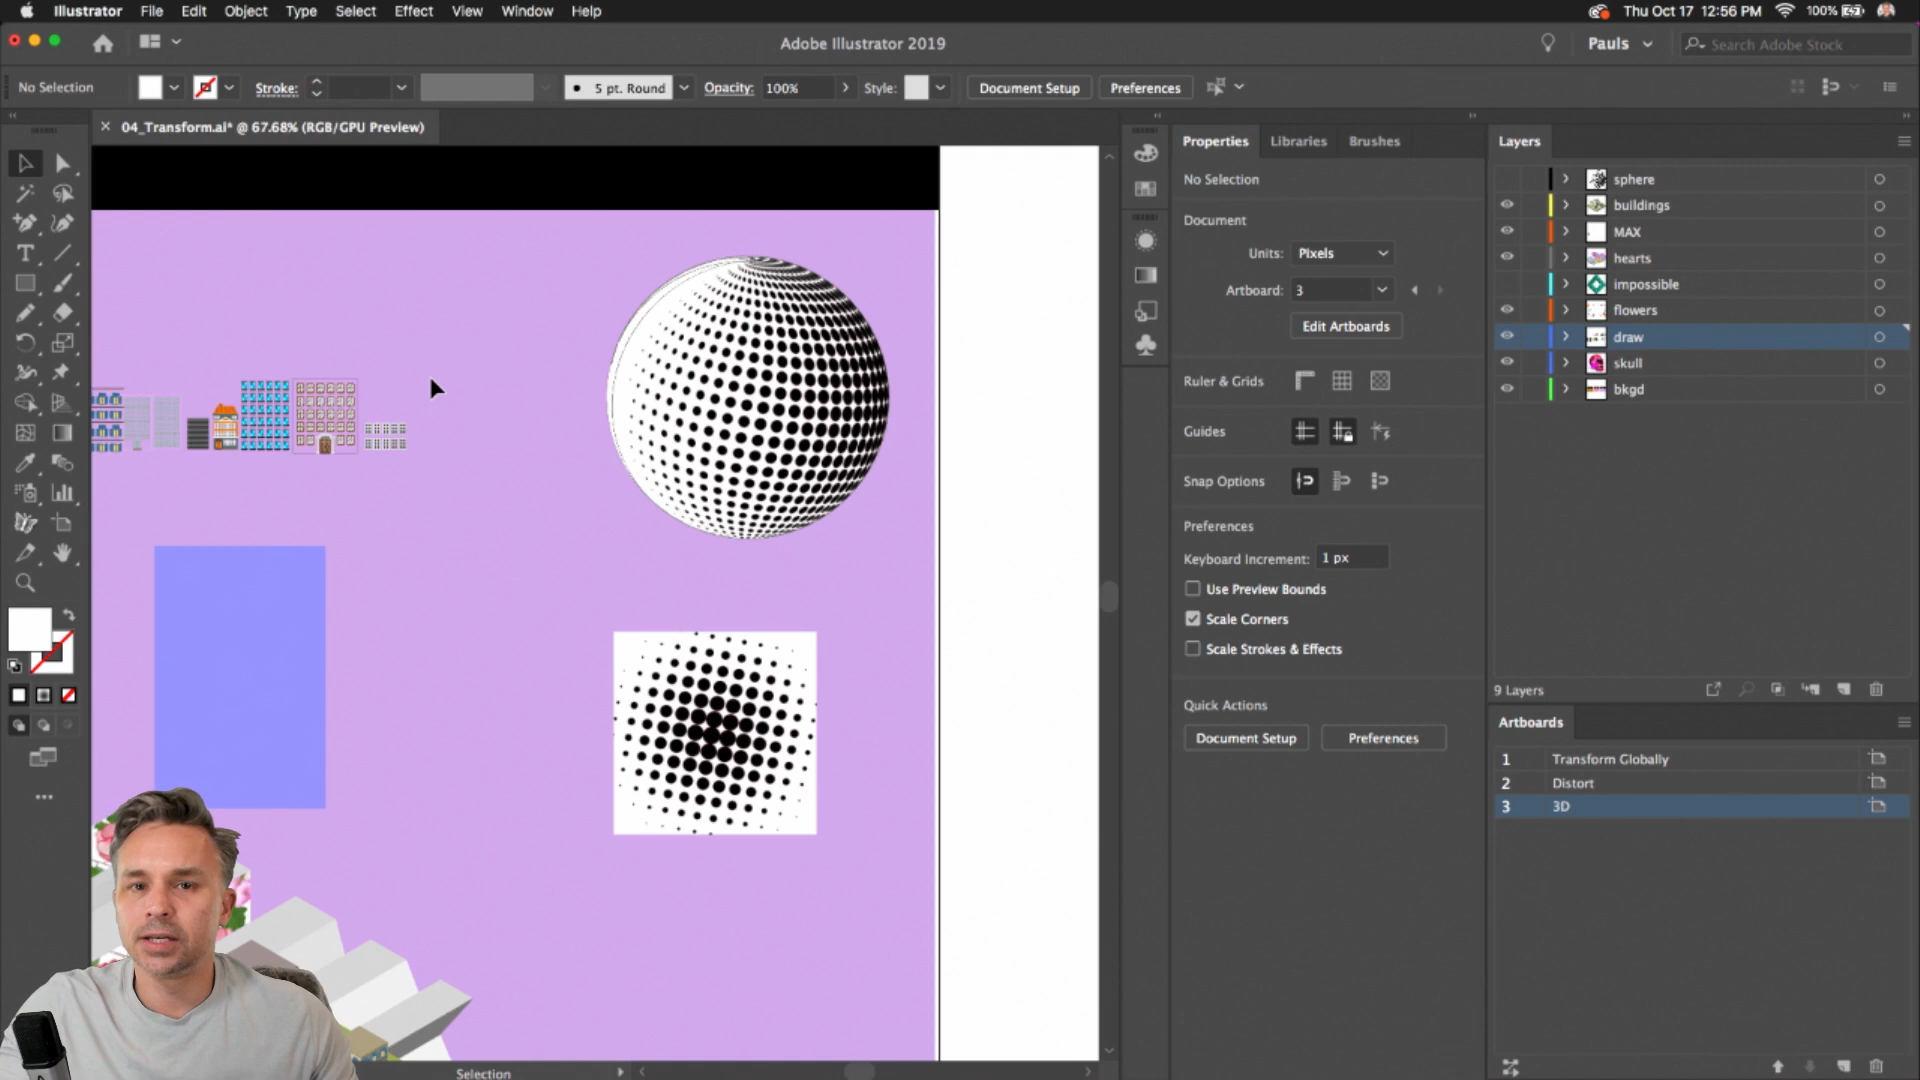 Illustrator File Edit Object Type Select Effect View Window Help
Thu Oct 17 12:56 PM 100%
Adobe Illustrator 2019
Pauls
Search Adobe Stock
No Selection
Stroke:
5 pt. Round
Opacity: 100%
Style:
Document Setup
Preferences
04_Transform.ai* @ 67.68% (RGB/GPU Preview)
Properties Libraries Brushes
No Selection
Document
Units: Pixels
Artboard: 3
Edit Artboards
Ruler & Grids
Guides
Snap Options
Preferences
Keyboard Increment: 1 px
Use Preview Bounds
Scale Corners
Scale Strokes & Effects
Quick Actions
Document Setup
Preferences
Layers
sphere
buildings
MAX
hearts
impossible
flowers
draw
skull
bkgd
9 Layers
Artboards
1 Transform Globally
2 Distort
3 3D
Selection